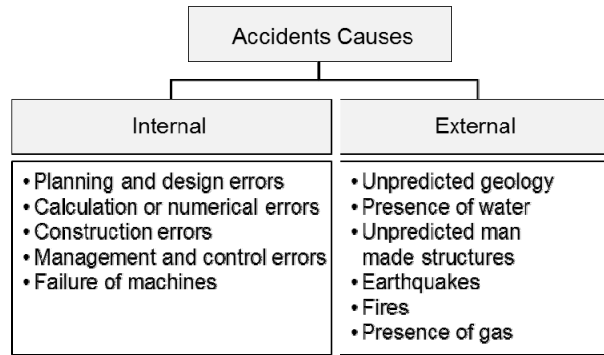 Accidents Causes
Internal
• Planning and design errors
• Calculation or numerical errors
• Construction errors
• Management and control errors
• Failure of machines
External
• Unpredicted geology
• Presence of water
• Unpredicted man
made structures
• Earthquakes
• Fires
• Presence of gas